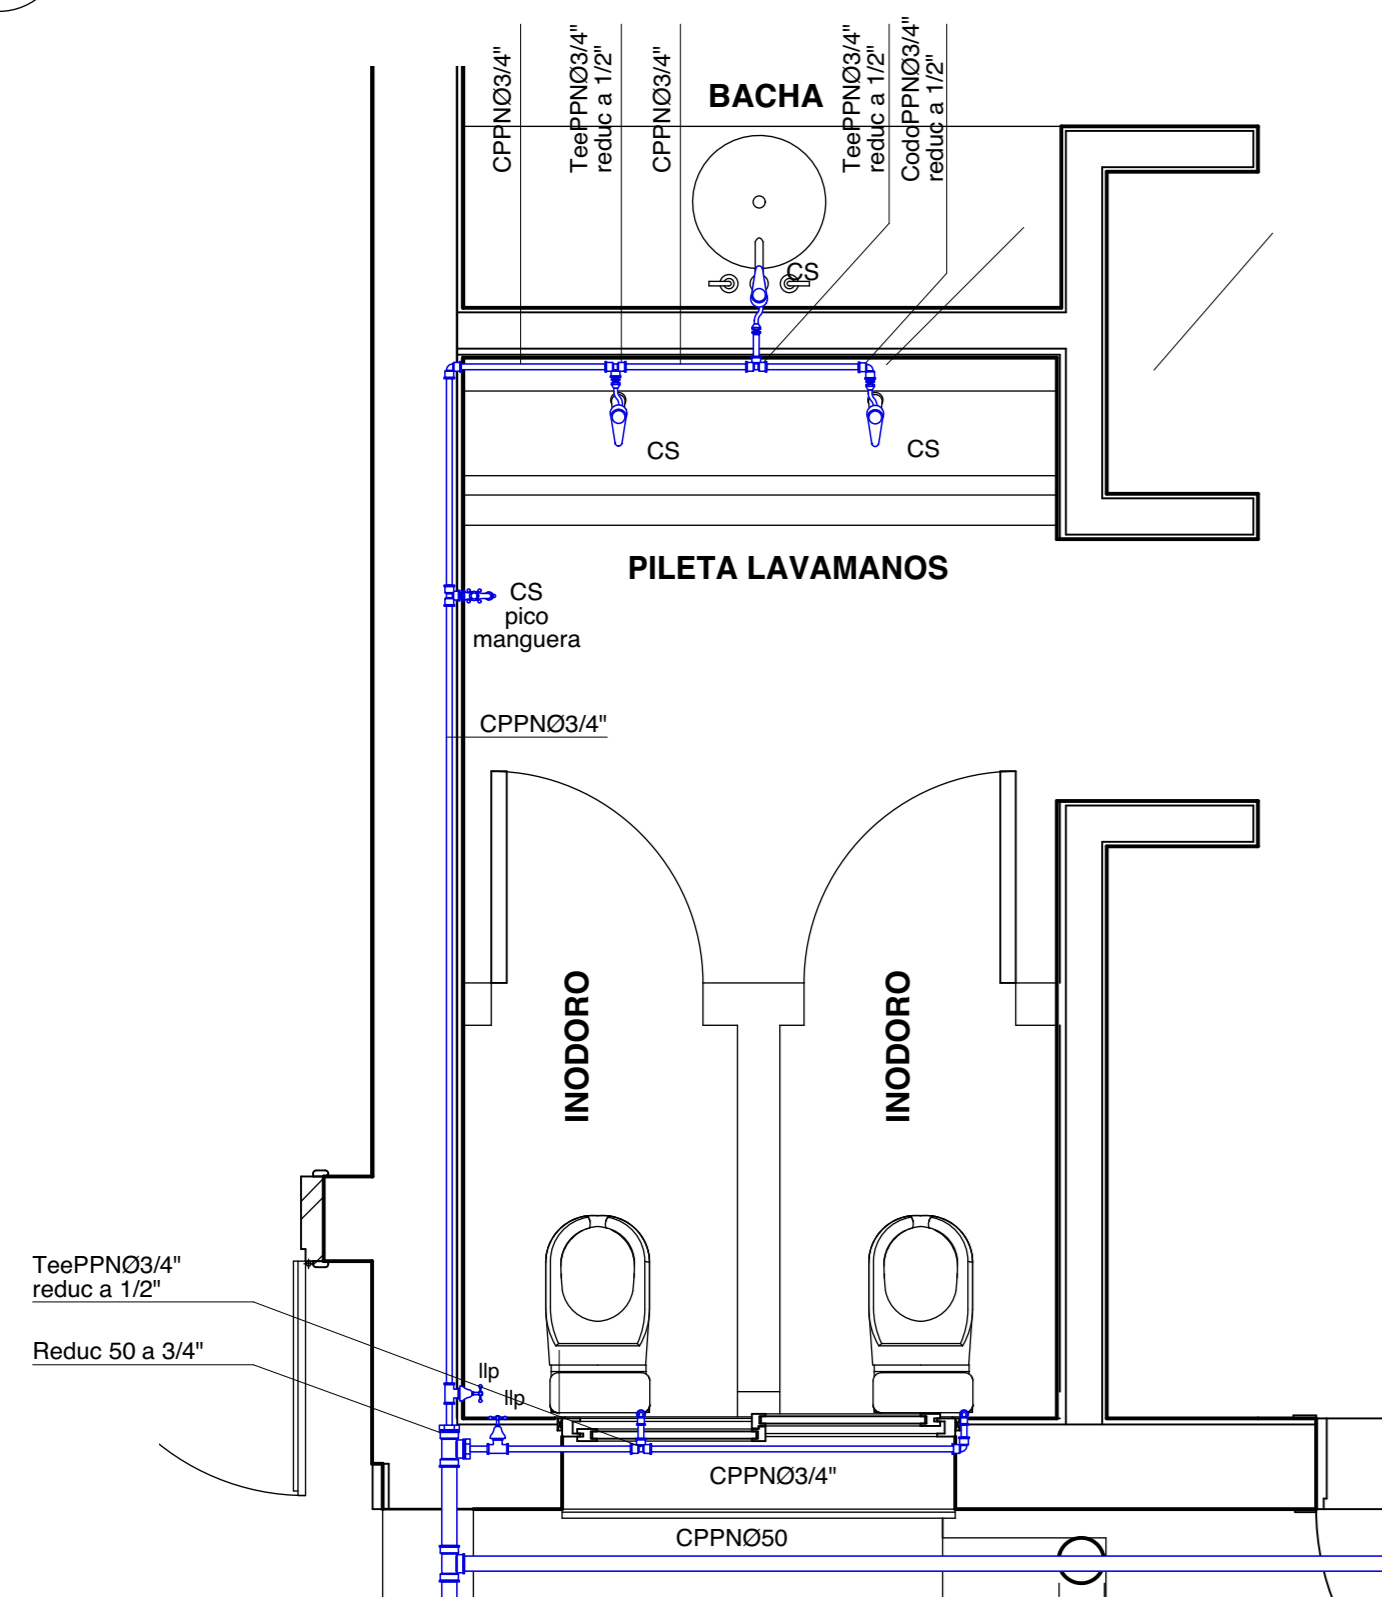 CPPNØ3/4"
TeePPNØ3/4"
reduc a 1/2"
CPPNØ3/4"
BACHA
TeePPNØ3/4"
reduc a 1/2"
CodoPPNØ3/4"
reduc a 1/2"
CS
CS
CS
PILETA LAVAMANOS
CS
pico
manguera
CPPNØ3/4"
INODORO
INODORO
TeePPNØ3/4"
reduc a 1/2"
Reduc 50 a 3/4"
llp
llp
CPPNØ3/4"
CPPNØ50